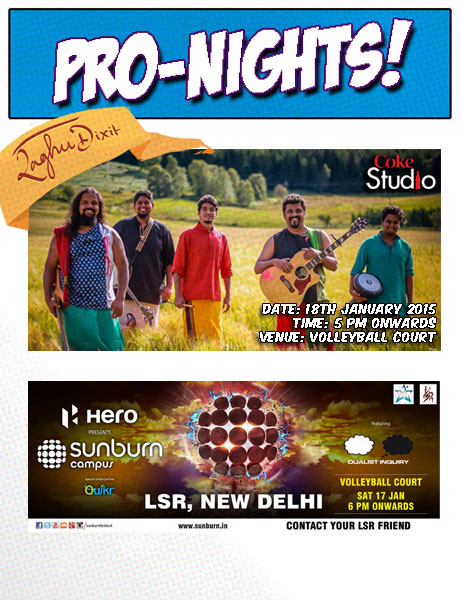 PRO-NIGHTS!
Raghu Dixit
Coke
Studio
DATE: 18TH JANUARY 2015
TIME: 5 PM ONWARDS
VENUE: VOLLEYBALL COURT
Hero
PRESENTS
sunburn
campus
Quikr
LSR, NEW DELHI
featuring
DUALIST INQUIRY
VOLLEYBALL COURT
SAT 17 JAN
6 PM ONWARDS
/sunburnfestival
www.sunburn.in
CONTACT YOUR LSR FRIEND